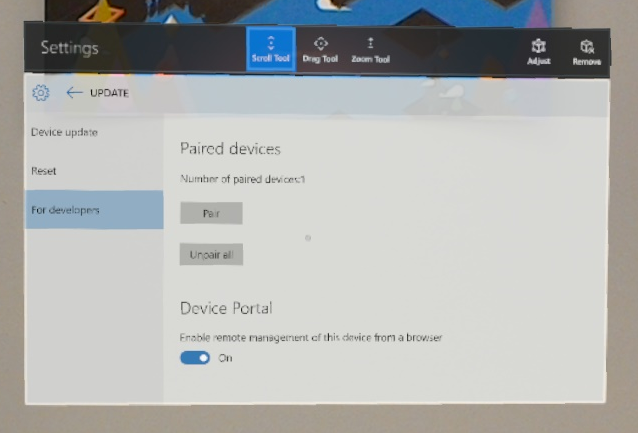 Settings
Scroll Tool
Drag Tool
Zoom Tool
Adjust
Remove
UPDATE
Device update
Reset
For developers
Paired devices
Number of paired devices:1
Pair
Unpair all
Device Portal
Enable remote management of this device from a browser
On